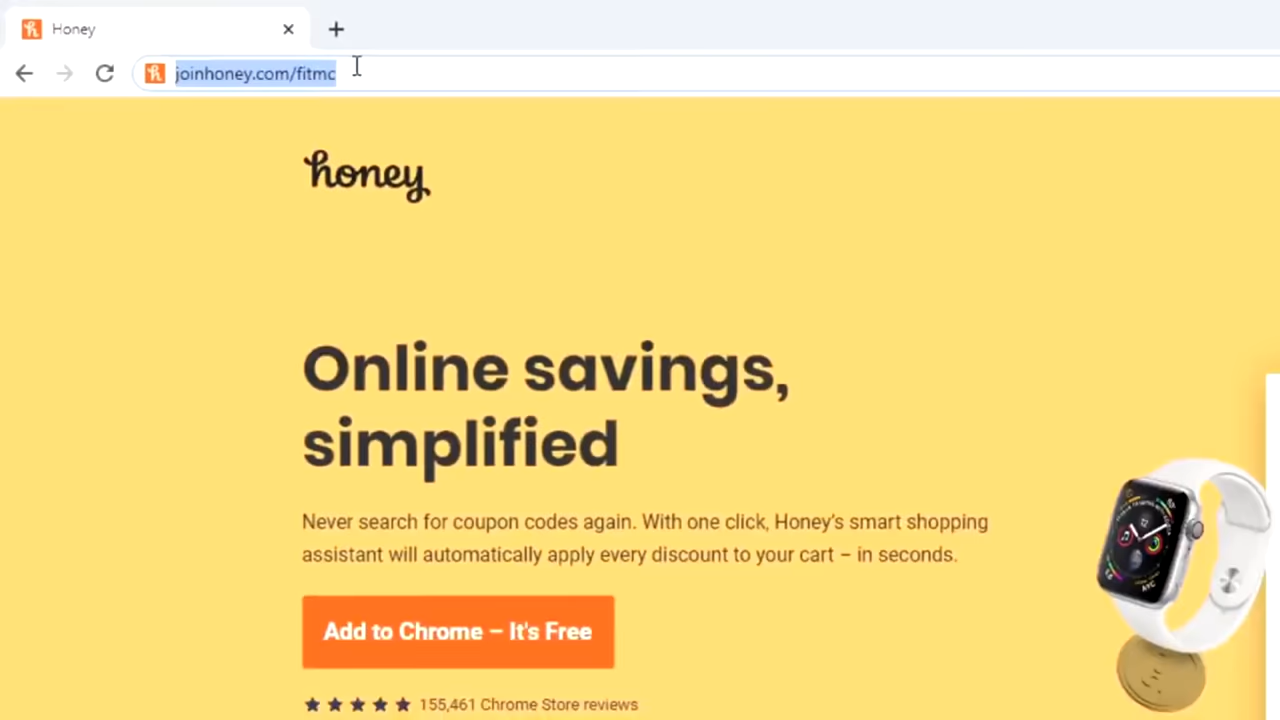 Honey
joinhoney.com/fitmc
honey
Online savings,
simplified
Never search for coupon codes again. With one click, Honey's smart shopping
assistant will automatically apply every discount to your cart – in seconds.
Add to Chrome – It's Free
155,461 Chrome Store reviews